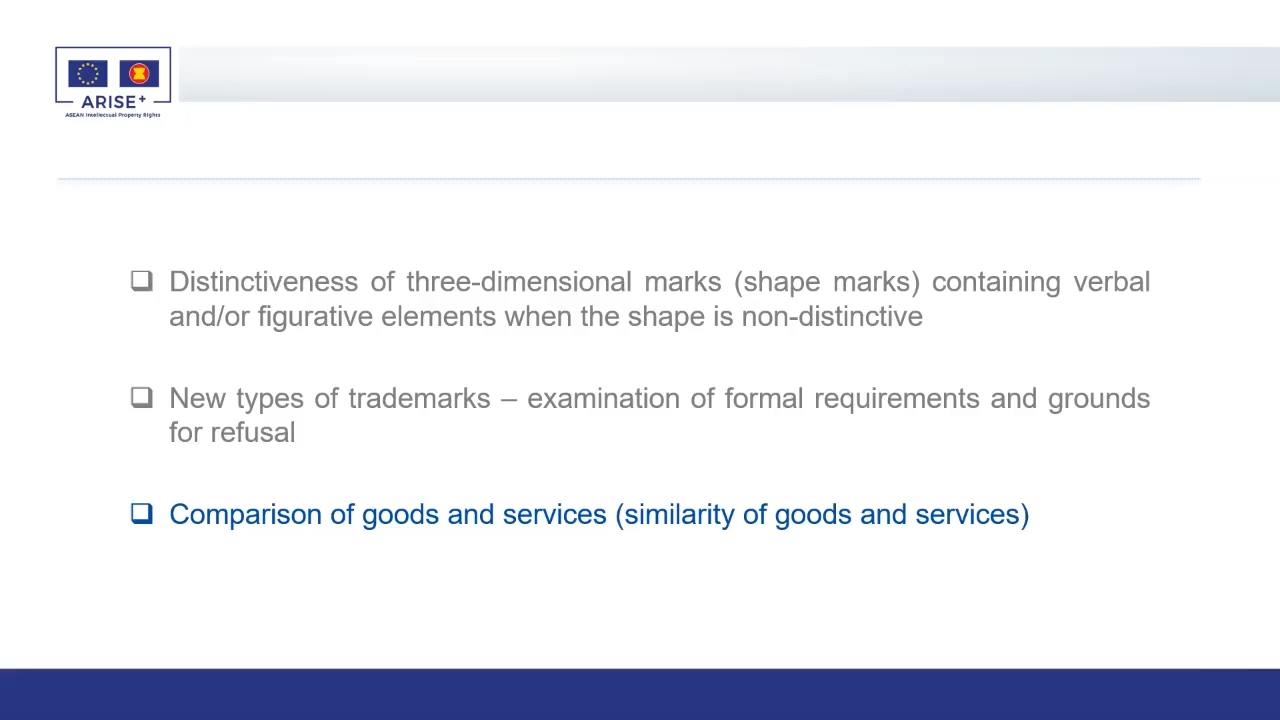 ARISE+
ASEAN Intellectual Property Rights
❑ Distinctiveness of three-dimensional marks (shape marks) containing verbal
and/or figurative elements when the shape is non-distinctive
❑ New types of trademarks – examination of formal requirements and grounds
for refusal
❑ Comparison of goods and services (similarity of goods and services)